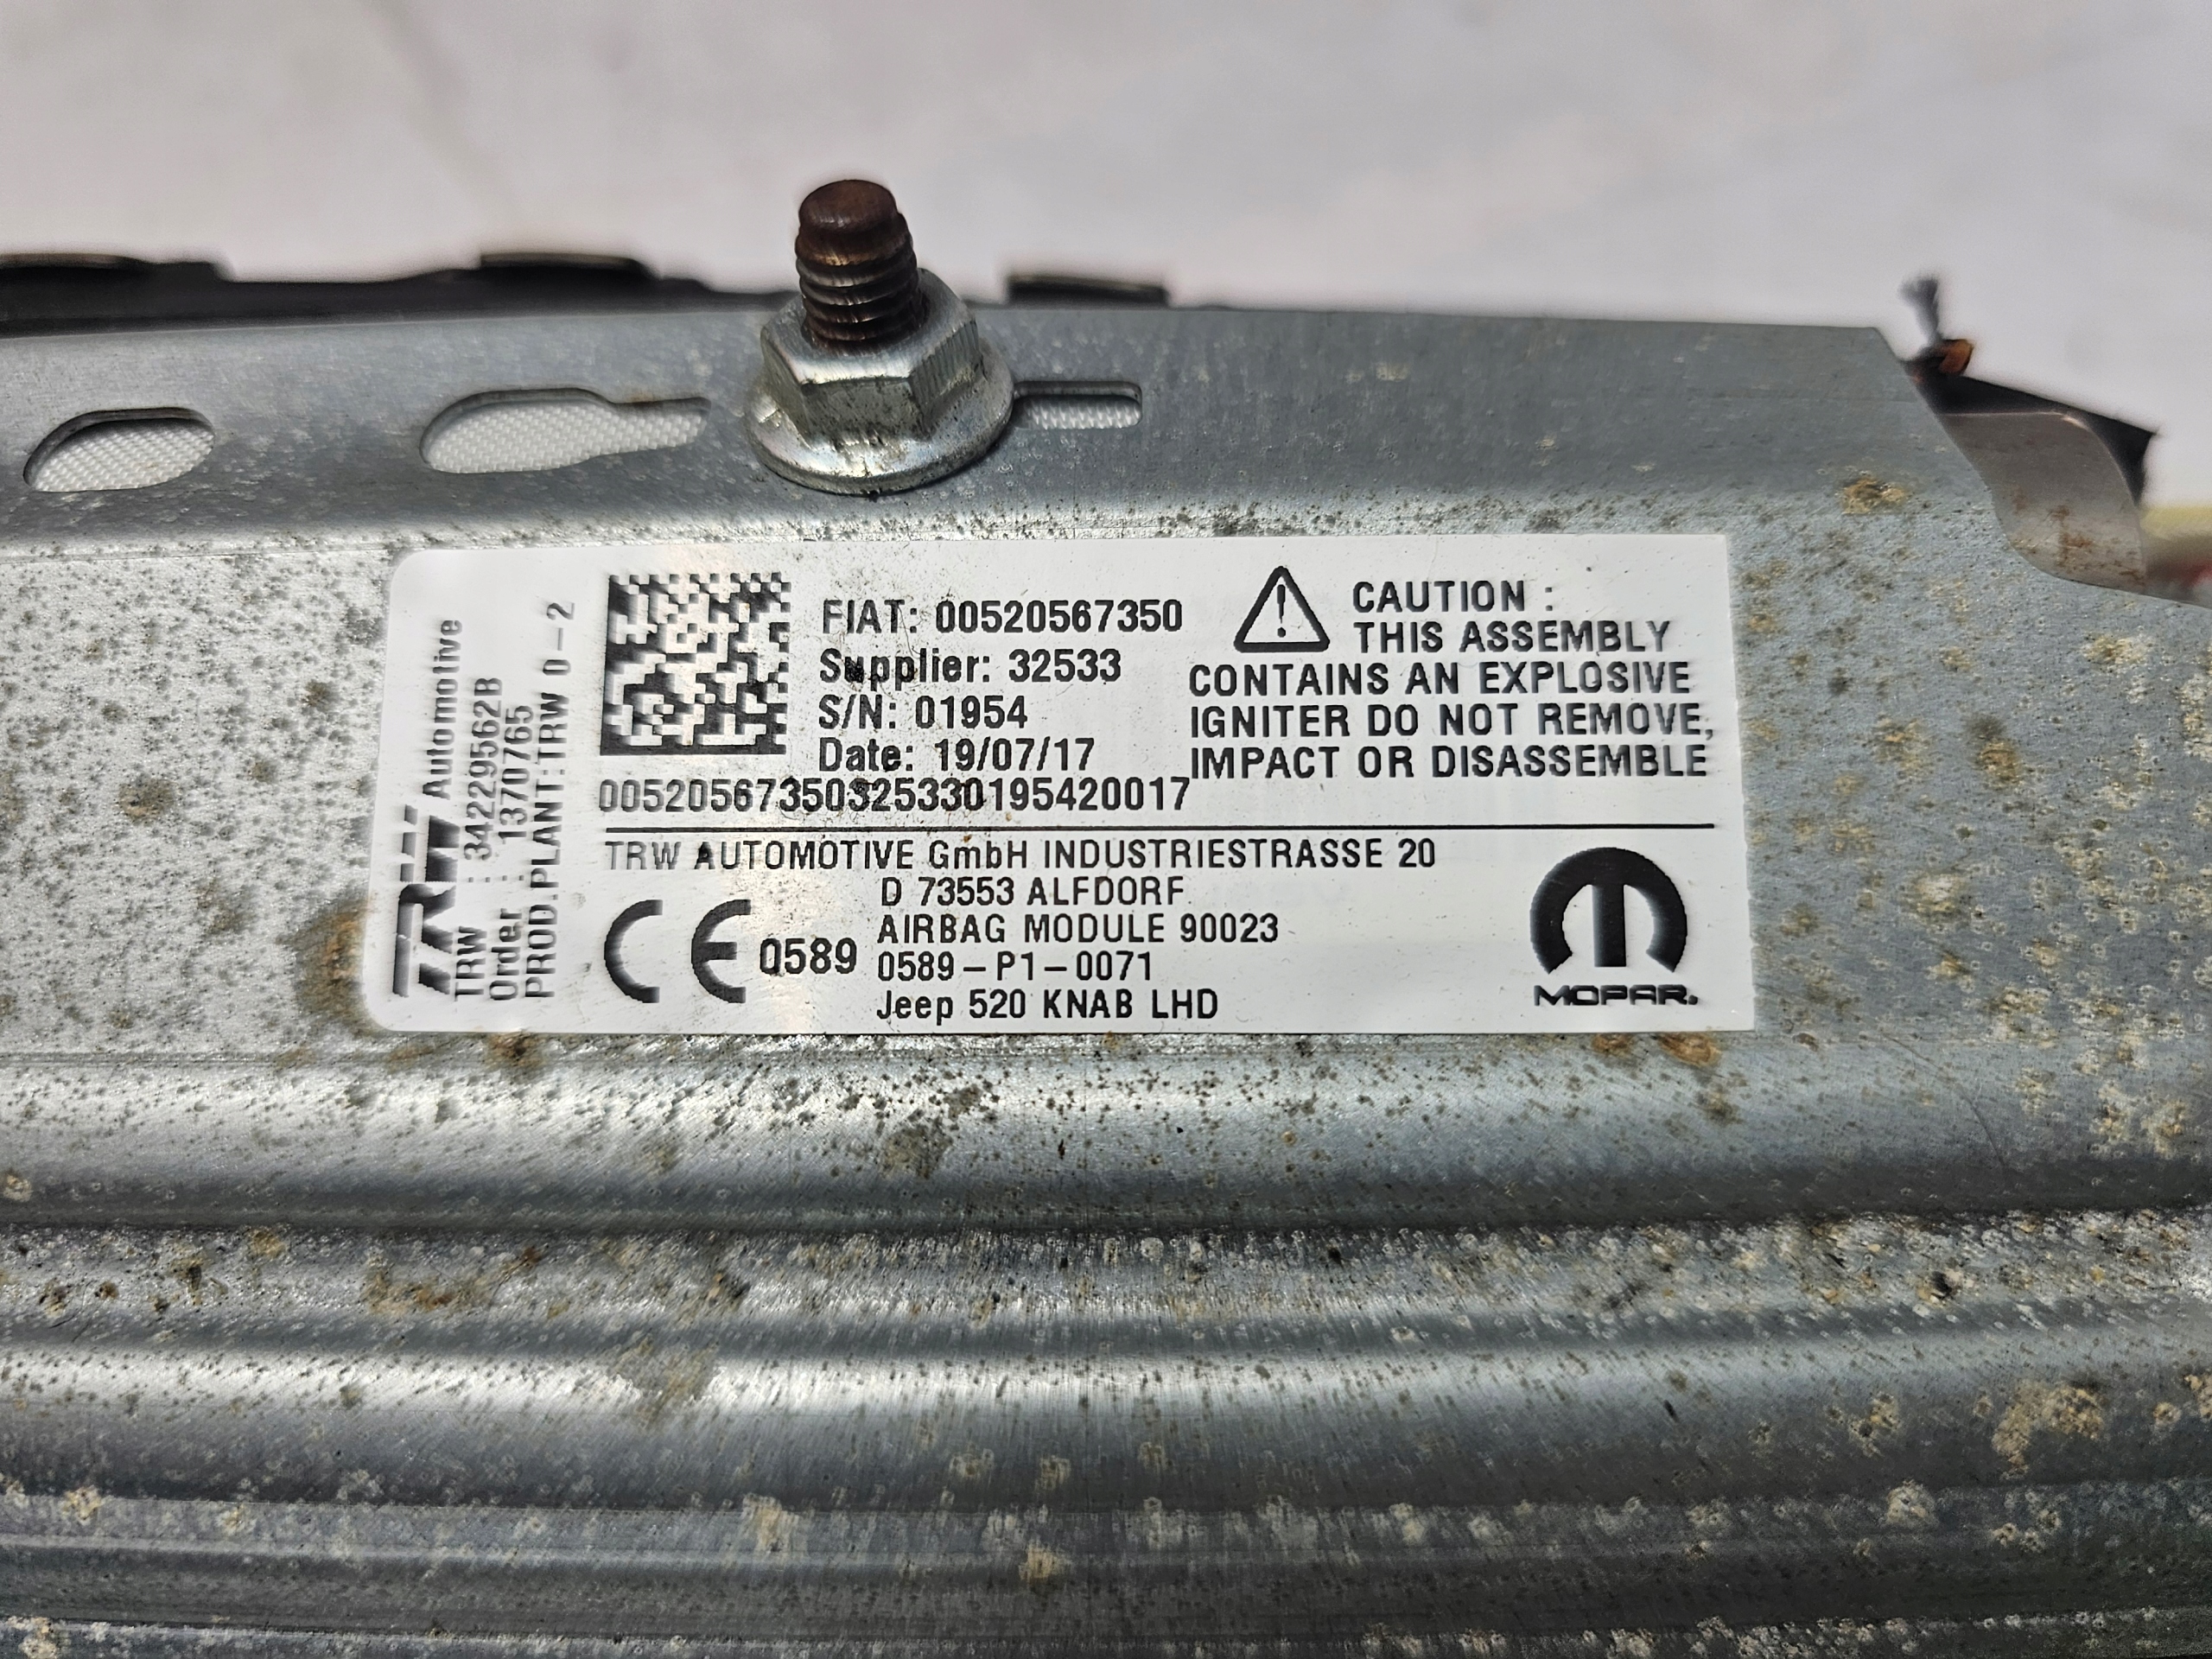 TRW Automotive
TRW : 34229562B
Order : 13707765
PROD.PLANT:TRW 0-2
FIAT: 00520567350
Supplier: 32533
S/N: 01954
Date: 19/07/17
00520567350325330195420017
CAUTION :
THIS ASSEMBLY
CONTAINS AN EXPLOSIVE
IGNITER DO NOT REMOVE,
IMPACT OR DISASSEMBLE
TRW AUTOMOTIVE GmbH INDUSTRIESTRASSE 20
D 73553 ALFDORF
AIRBAG MODULE 90023
CE 0589 0589-P1-0071
Jeep 520 KNAB LHD
MOPAR.